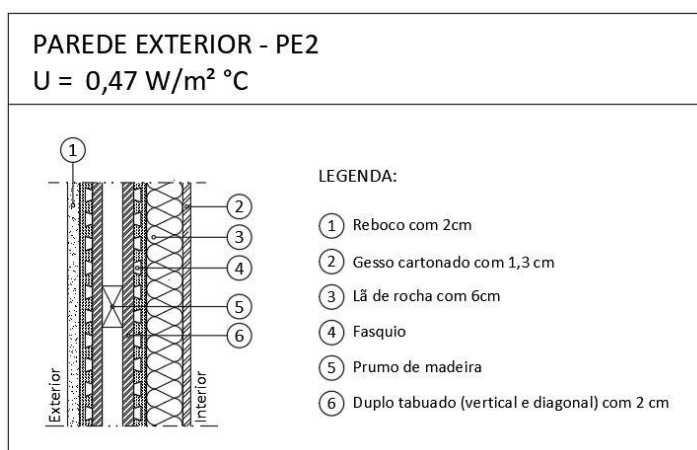 PAREDE EXTERIOR - PE2
U = 0,47 W/m² °C
1
2
3
4
5
6
Exterior
Interior
LEGENDA:
1 Reboco com 2cm
2 Gesso cartonado com 1,3 cm
3 Lã de rocha com 6cm
4 Fasquio
5 Prumo de madeira
6 Duplo tabuado (vertical e diagonal) com 2 cm